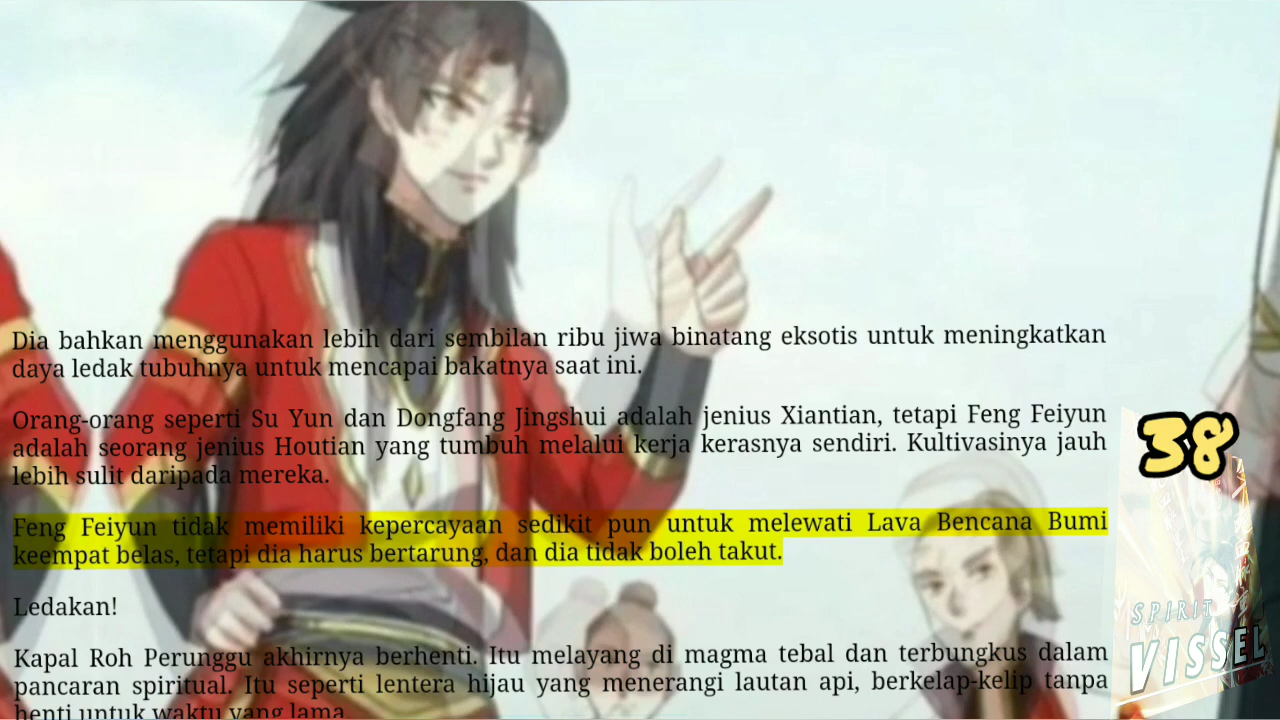 Dia bahkan menggunakan lebih dari sembilan ribu jiwa binatang eksotis untuk meningkatkan
daya ledak tubuhnya untuk mencapai bakatnya saat ini.
Orang-orang seperti Su Yun dan Dongfang Jingshui adalah jenius Xiantian, tetapi Feng Feiyun
adalah seorang jenius Houtian yang tumbuh melalui kerja kerasnya sendiri. Kultivasinya jauh
lebih sulit daripada mereka.
Feng Feiyun tidak memiliki kepercayaan sedikit pun untuk melewati Lava Bencana Bumi
keempat belas, tetapi dia harus bertarung, dan dia tidak boleh takut.
Ledakan!
Kapal Roh Perunggu akhirnya berhenti. Itu melayang di magma tebal dan terbungkus dalam
pancaran spiritual. Itu seperti lentera hijau yang menerangi lautan api, berkelap-kelip tanpa
henti untuk waktu yang lama
38
SPIRIT
VISSEL